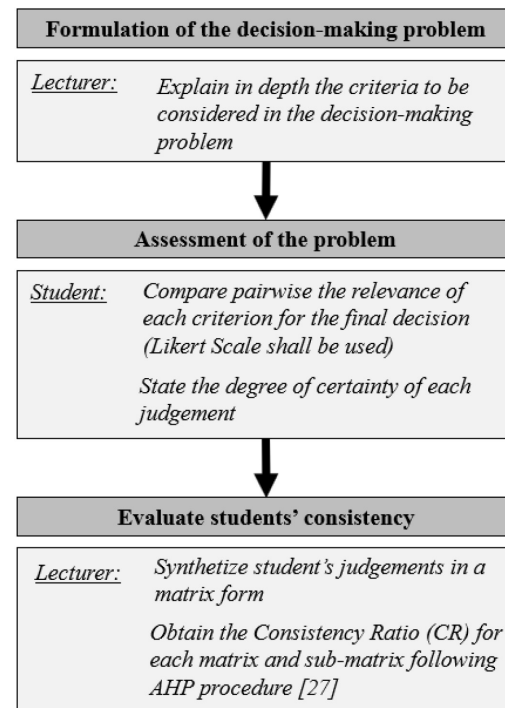 Formulation of the decision-making problem
Lecturer: Explain in depth the criteria to be
considered in the decision-making
problem
Assessment of the problem
Student: Compare pairwise the relevance of
each criterion for the final decision
(Likert Scale shall be used)
State the degree of certainty of each
judgement
Evaluate students’ consistency
Lecturer: Synthetize student’s judgements in a
matrix form
Obtain the Consistency Ratio (CR) for
each matrix and sub-matrix following
AHP procedure [27]